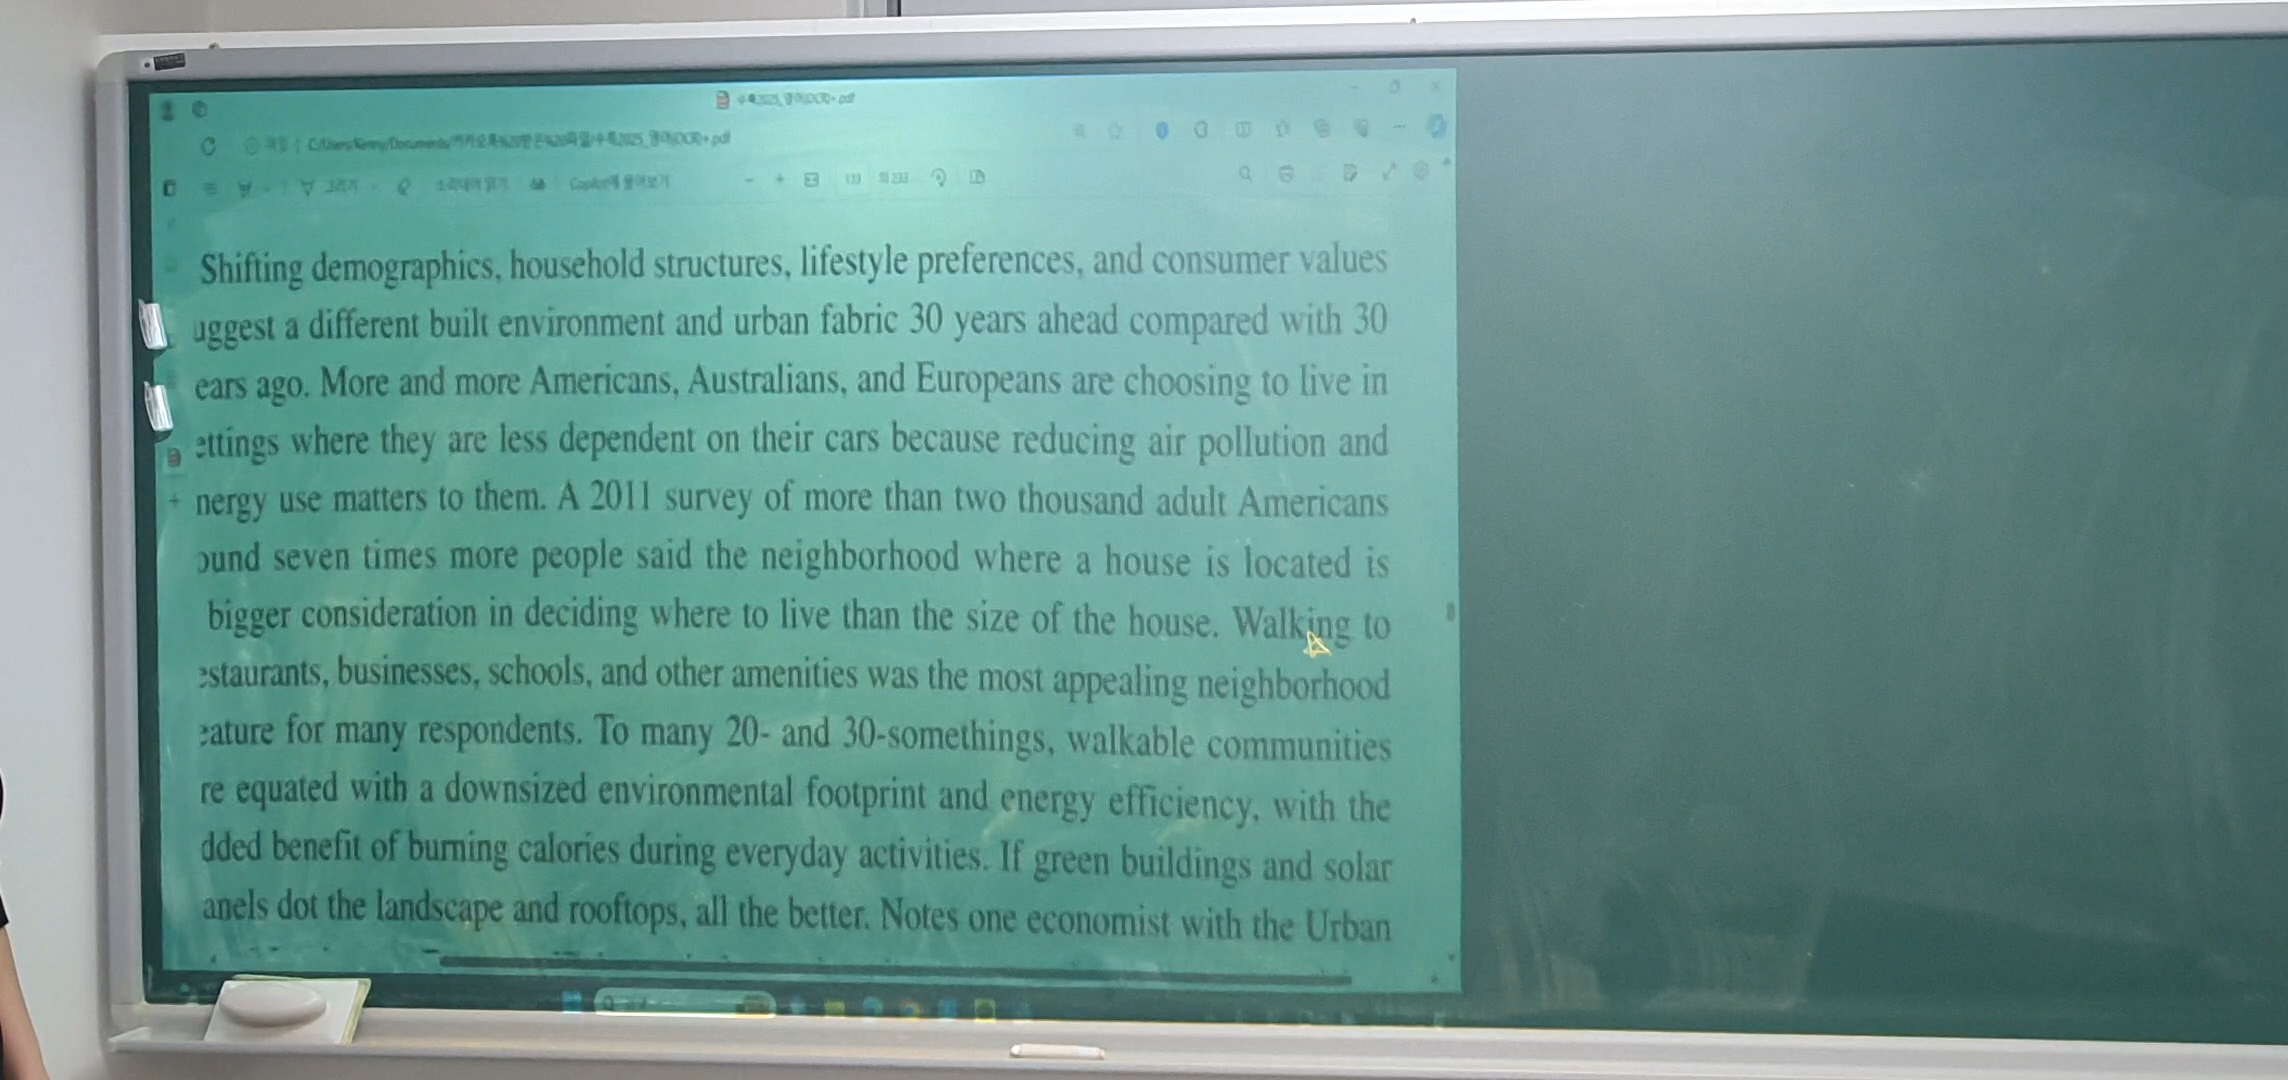 Shifting demographics, household structures, lifestyle preferences, and consumer values
uggest a different built environment and urban fabric 30 years ahead compared with 30
ears ago. More and more Americans, Australians, and Europeans are choosing to live in
ettings where they are less dependent on their cars because reducing air pollution and
nergy use matters to them. A 2011 survey of more than two thousand adult Americans
ound seven times more people said the neighborhood where a house is located is
bigger consideration in deciding where to live than the size of the house. Walking to
estaurants, businesses, schools, and other amenities was the most appealing neighborhood
eature for many respondents. To many 20- and 30-somethings, walkable communities
re equated with a downsized environmental footprint and energy efficiency, with the
dded benefit of burning calories during everyday activities. If green buildings and solar
anels dot the landscape and rooftops, all the better. Notes one economist with the Urban